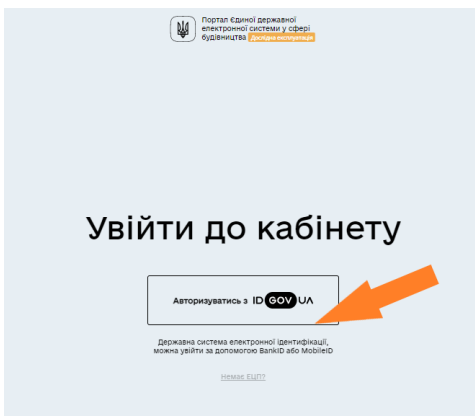 Портал Єдиної державної
електронної системи у сфері
будівництва Дослідна експлуатація
Увійти до кабінету
Авторизуватись з ID GOV UA
Державна система електронної ідентифікації,
можна увійти за допомогою BankID або MobileID
Немає ЕЦП?